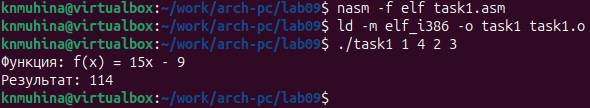 knmuhina@virtualbox:~/work/arch-pc/lab09$ nasm -f elf task1.asm
knmuhina@virtualbox:~/work/arch-pc/lab09$ ld -m elf_i386 -o task1 task1.o
knmuhina@virtualbox:~/work/arch-pc/lab09$ ./task1 1 4 2 3
Функция: f(x) = 15x - 9
Результат: 114
knmuhina@virtualbox:~/work/arch-pc/lab09$